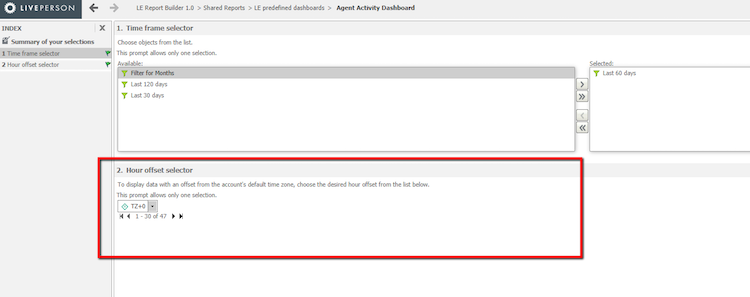 LIVEPERSON
LE Report Builder 1.0 > Shared Reports > LE predefined dashboards > Agent Activity Dashboard
INDEX X
Summary of your selections
1 Time frame selector
2 Hour offset selector
1. Time frame selector
Choose objects from the list.
This prompt allows only one selection.
Available:
Filter for Months
Last 120 days
Last 30 days
Selected:
Last 60 days
2. Hour offset selector
To display data with an offset from the account's default time zone, choose the desired hour offset from the list below.
This prompt allows only one selection.
TZ+0
1 - 30 of 47